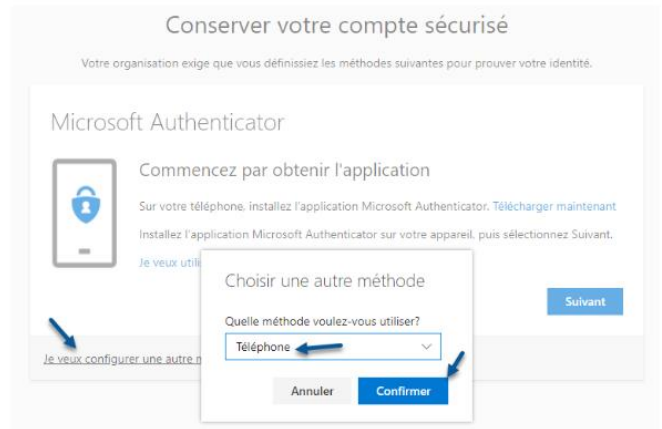 Conserver votre compte sécurisé
Votre organisation exige que vous définissiez les méthodes suivantes pour prouver votre identité.
Microsoft Authenticator
Commencez par obtenir l'application
Sur votre téléphone, installez l'application Microsoft Authenticator. Télécharger maintenant
Installez l'application Microsoft Authenticator sur votre appareil, puis sélectionnez Suivant.
Je veux
Choisir une autre méthode
Suivant
Quelle méthode voulez-vous utiliser?
Téléphone
Je veux configurer une autre
Annuler
Confirmer